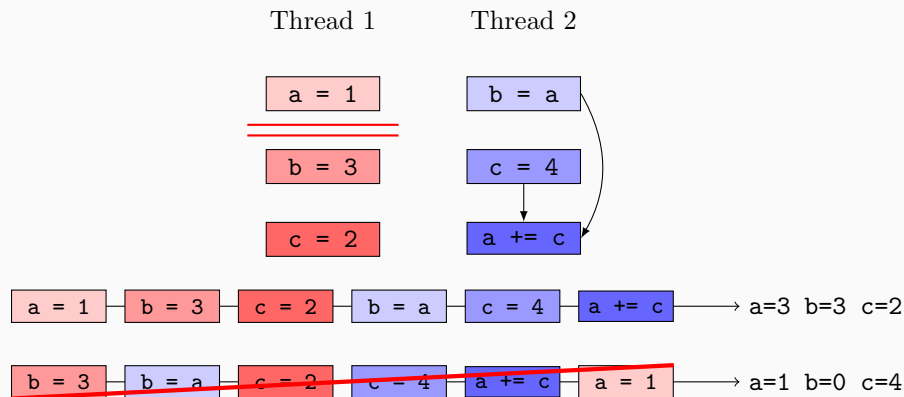 Thread 1 Thread 2
a = 1 b = a
b = 3 c = 4
c = 2 a += c
a = 1 b = 3 c = 2 b = a c = 4 a += c a=3 b=3 c=2
b = 3 b = a c = 2 c = 4 a += c a = 1 a=1 b=0 c=4